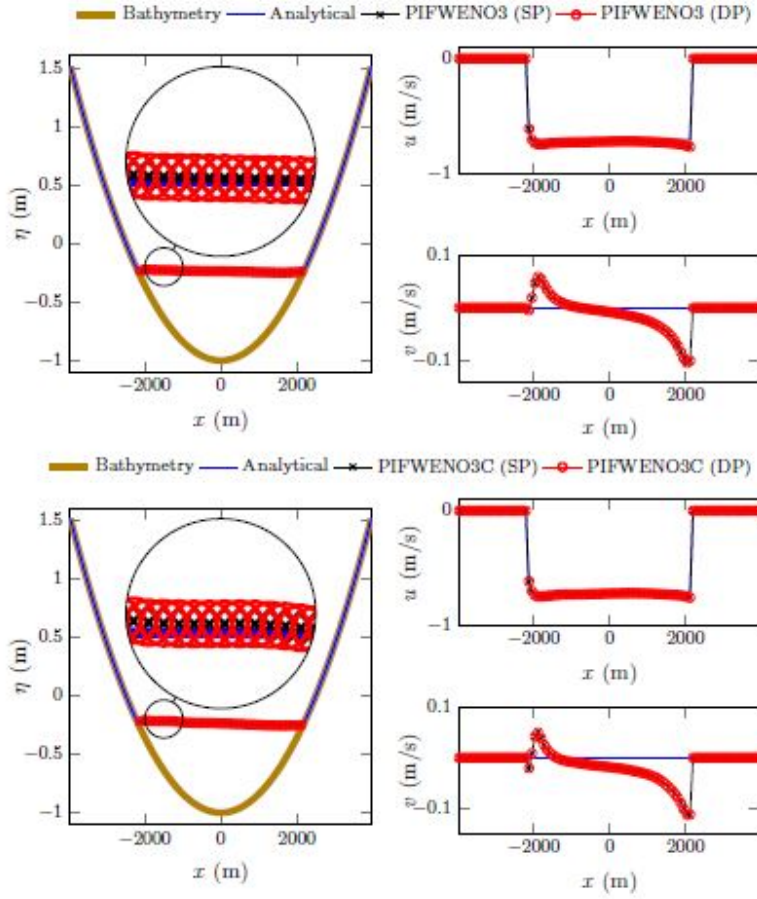 Bathymetry Analytical PIFWENO3 (SP) PIFWENO3 (DP)
1.5
1
0.5
0
−0.5
−1
η (m)
−2000 0 2000
x (m)
0
−1
u (m/s)
−2000 0 2000
x (m)
0.1
0
−0.1
v (m/s)
−2000 0 2000
x (m)
Bathymetry Analytical PIFWENO3C (SP) PIFWENO3C (DP)
1.5
1
0.5
0
−0.5
−1
η (m)
−2000 0 2000
x (m)
0
−1
u (m/s)
−2000 0 2000
x (m)
0.1
0
−0.1
v (m/s)
−2000 0 2000
x (m)